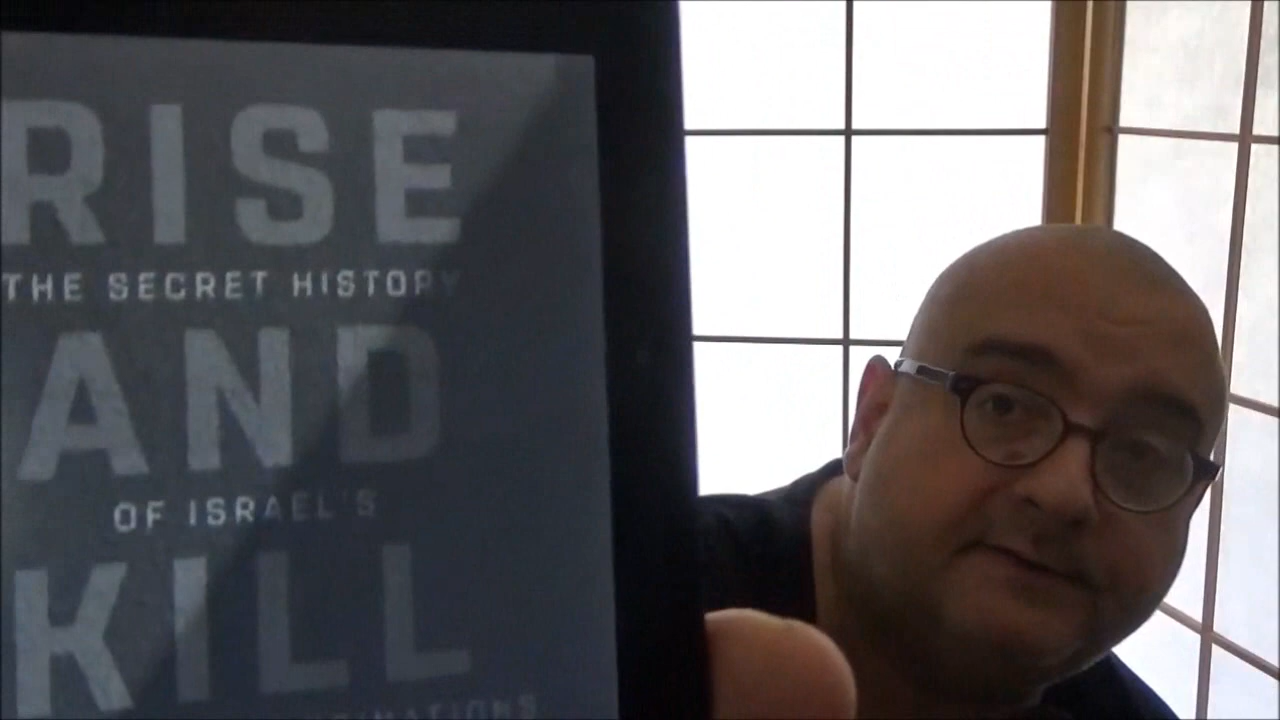 RISE
THE SECRET HISTORY
AND
OF ISRAEL'S
KILL